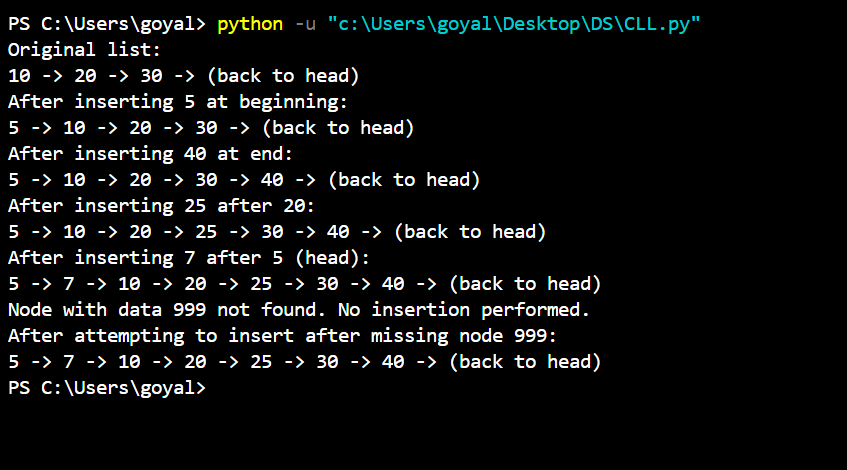 PS C:\Users\goyal> python -u "c:\Users\goyal\Desktop\DS\CLL.py"
Original list:
10 -> 20 -> 30 -> (back to head)
After inserting 5 at beginning:
5 -> 10 -> 20 -> 30 -> (back to head)
After inserting 40 at end:
5 -> 10 -> 20 -> 30 -> 40 -> (back to head)
After inserting 25 after 20:
5 -> 10 -> 20 -> 25 -> 30 -> 40 -> (back to head)
After inserting 7 after 5 (head):
5 -> 7 -> 10 -> 20 -> 25 -> 30 -> 40 -> (back to head)
Node with data 999 not found. No insertion performed.
After attempting to insert after missing node 999:
5 -> 7 -> 10 -> 20 -> 25 -> 30 -> 40 -> (back to head)
PS C:\Users\goyal>